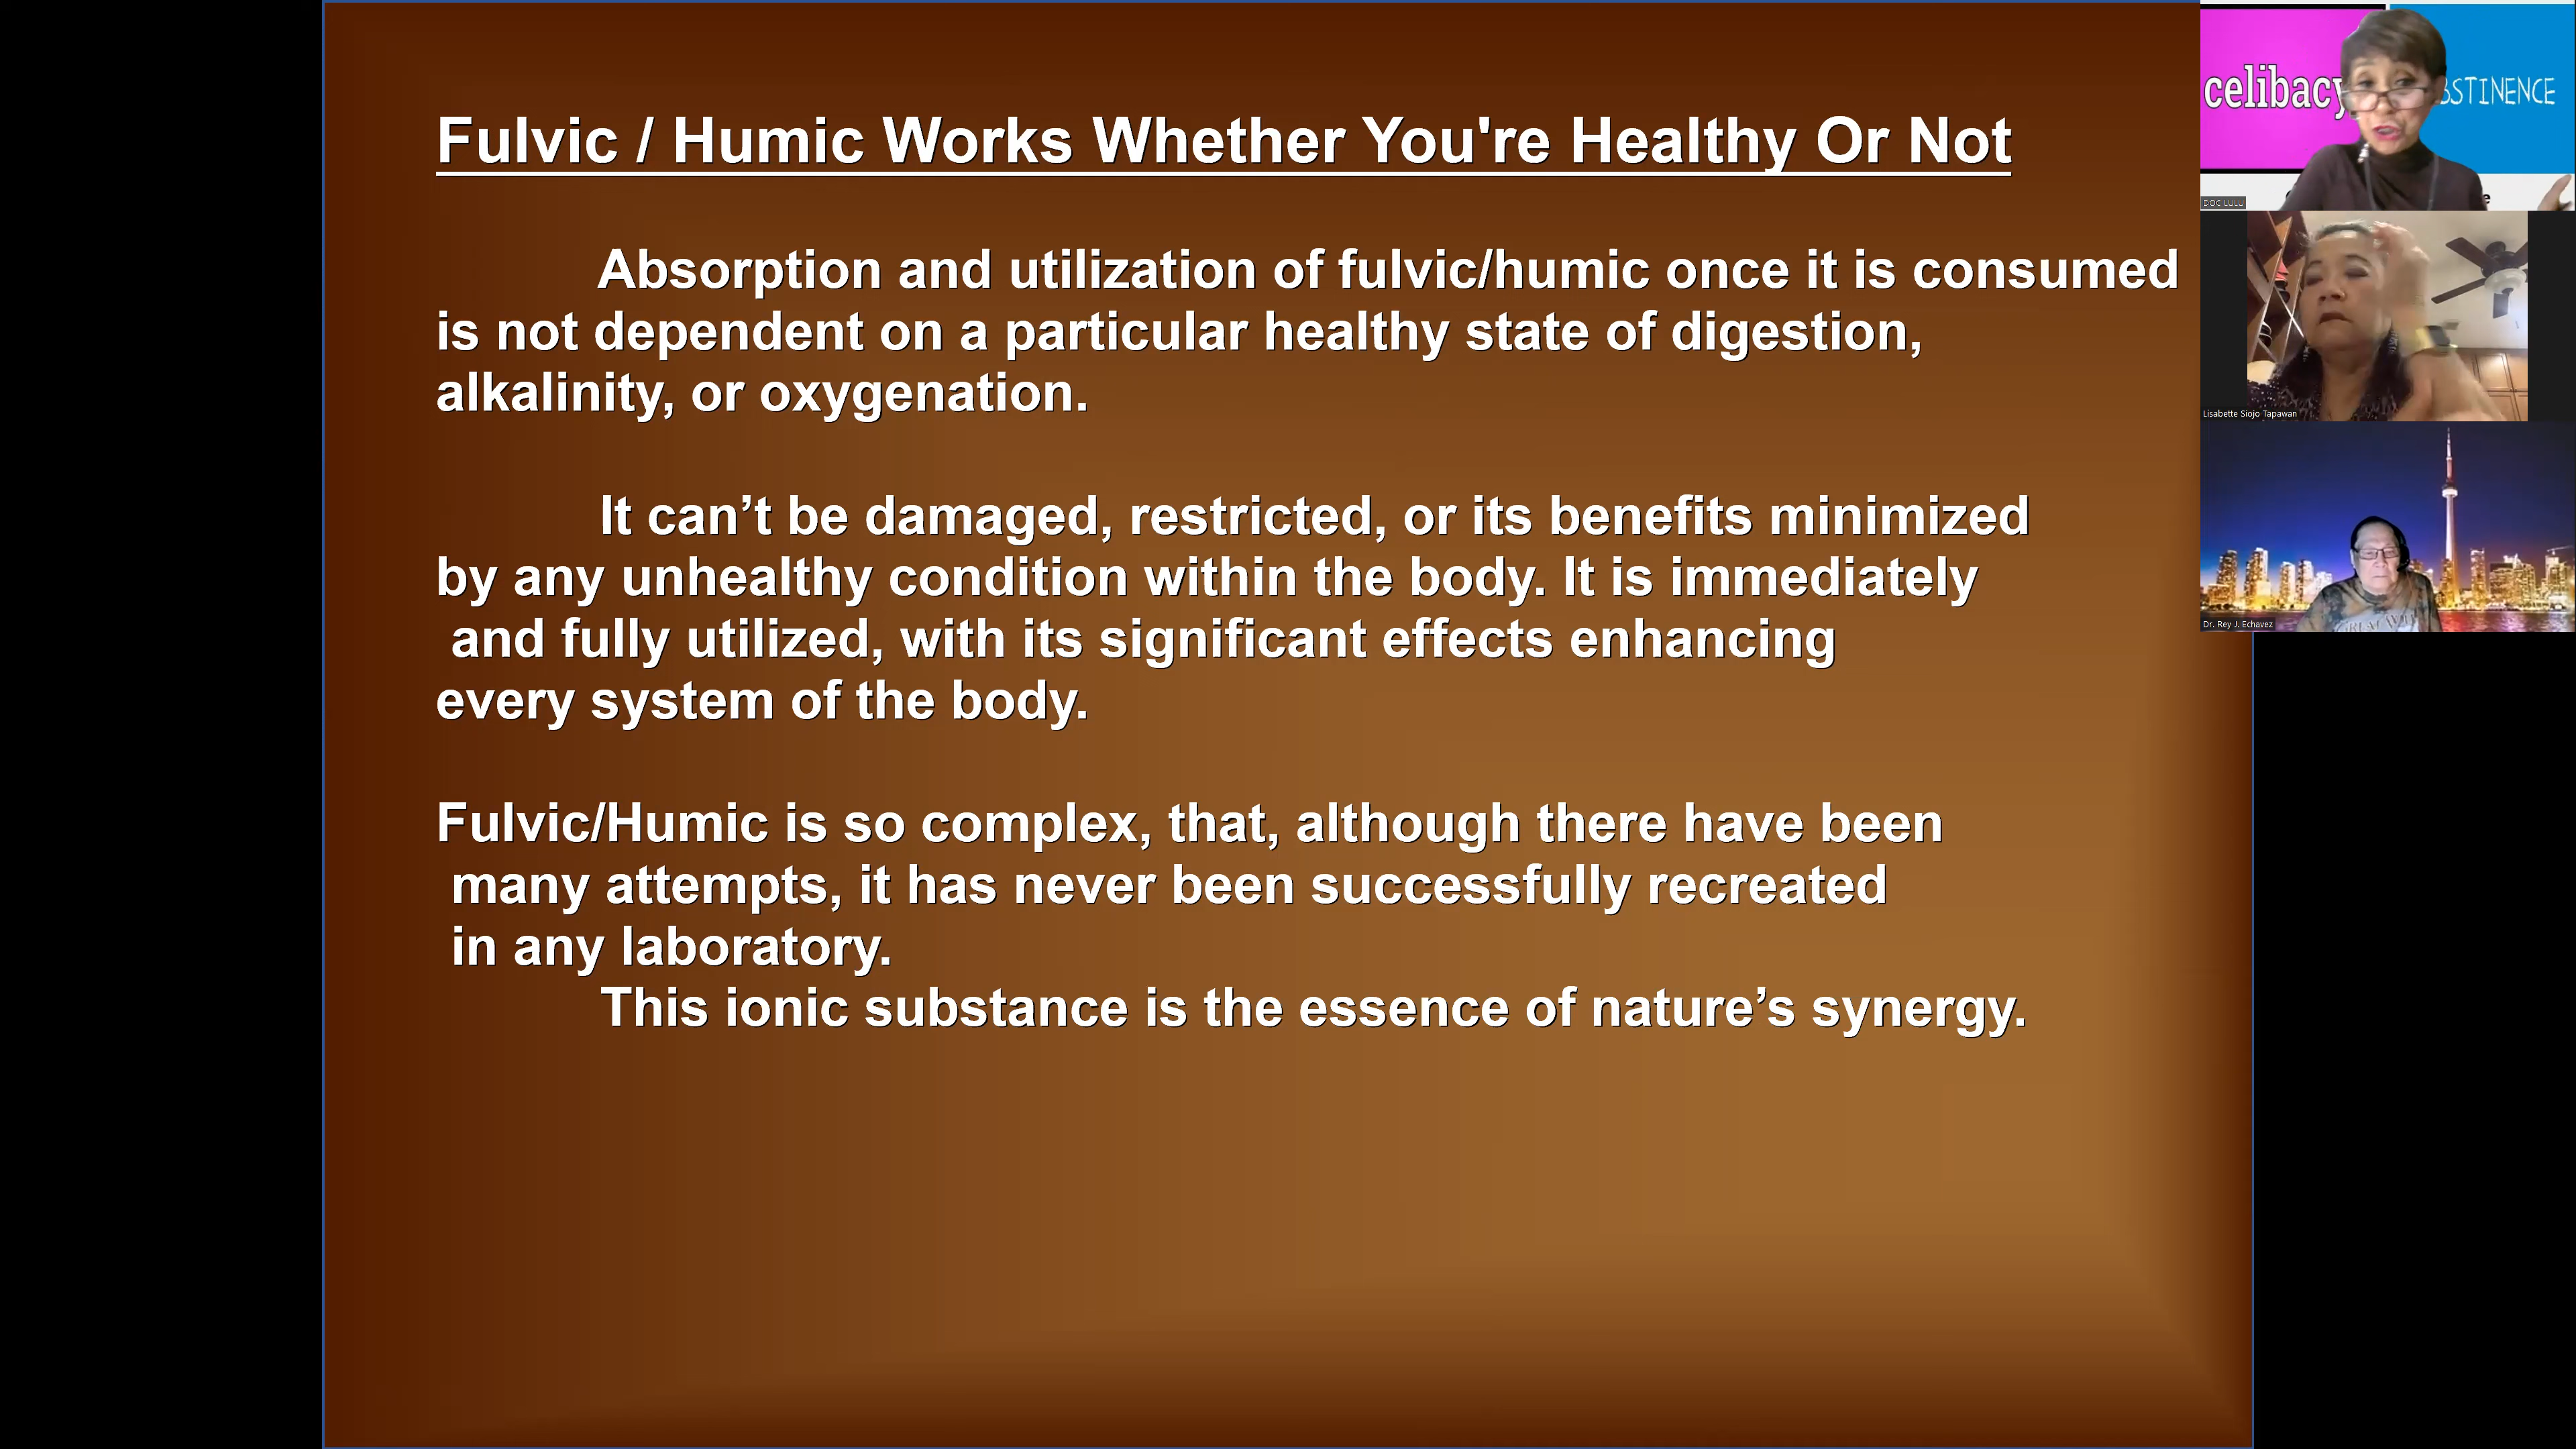 Fulvic / Humic Works Whether You're Healthy Or Not
Absorption and utilization of fulvic/humic once it is consumed
is not dependent on a particular healthy state of digestion,
alkalinity, or oxygenation.
It can’t be damaged, restricted, or its benefits minimized
by any unhealthy condition within the body. It is immediately
and fully utilized, with its significant effects enhancing
every system of the body.
Fulvic/Humic is so complex, that, although there have been
many attempts, it has never been successfully recreated
in any laboratory.
This ionic substance is the essence of nature’s synergy.
celibacy
BSTINENCE
DOC LULU
Lisabette Siojo Tapawan
Dr. Rey J. Echavez